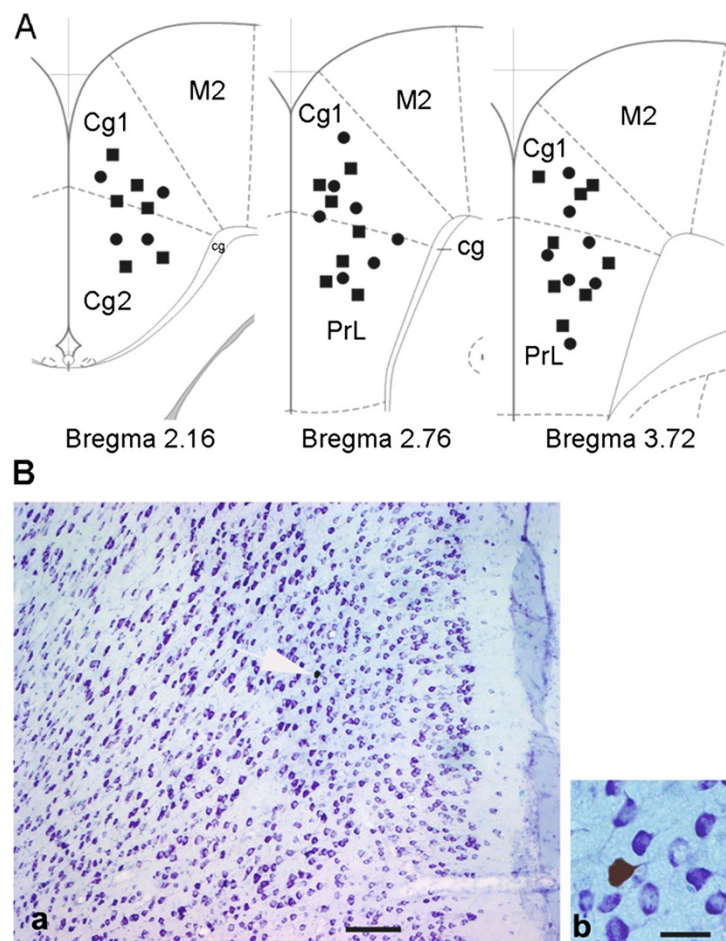 A
M2
Cg1
cg
Cg2
Bregma 2.16
M2
Cg1
cg
PrL
Bregma 2.76
M2
Cg1
PrL
Bregma 3.72
B
a
b